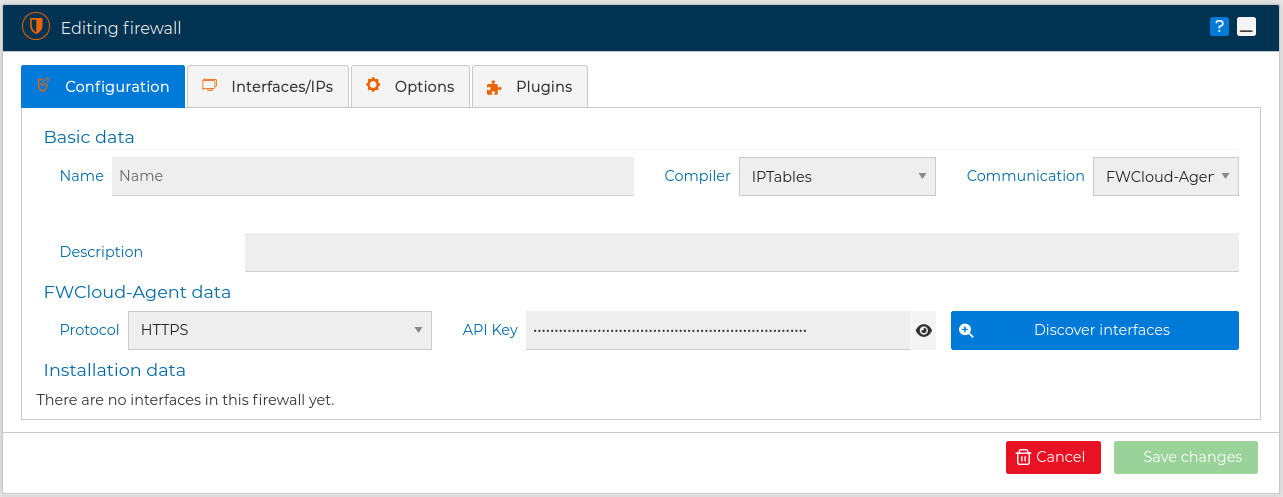 Editing firewall
?
Configuration Interfaces/IPs Options Plugins
Basic data
Name Name Compiler IPTables Communication FWCloud-Agen
Description
FWCloud-Agent data
Protocol HTTPS API Key Discover interfaces
Installation data
There are no interfaces in this firewall yet.
Cancel Save changes